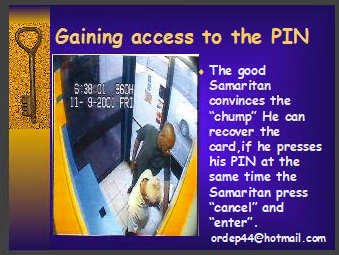 Gaining access to the PIN
6:38:01
11- 9-2001 FRI
The good
Samaritan
convinces the
“chump” He can
recover the
card,if he presses
his PIN at the
same time the
Samaritan press
“cancel” and
“enter”.
ordep44@hotmail.com